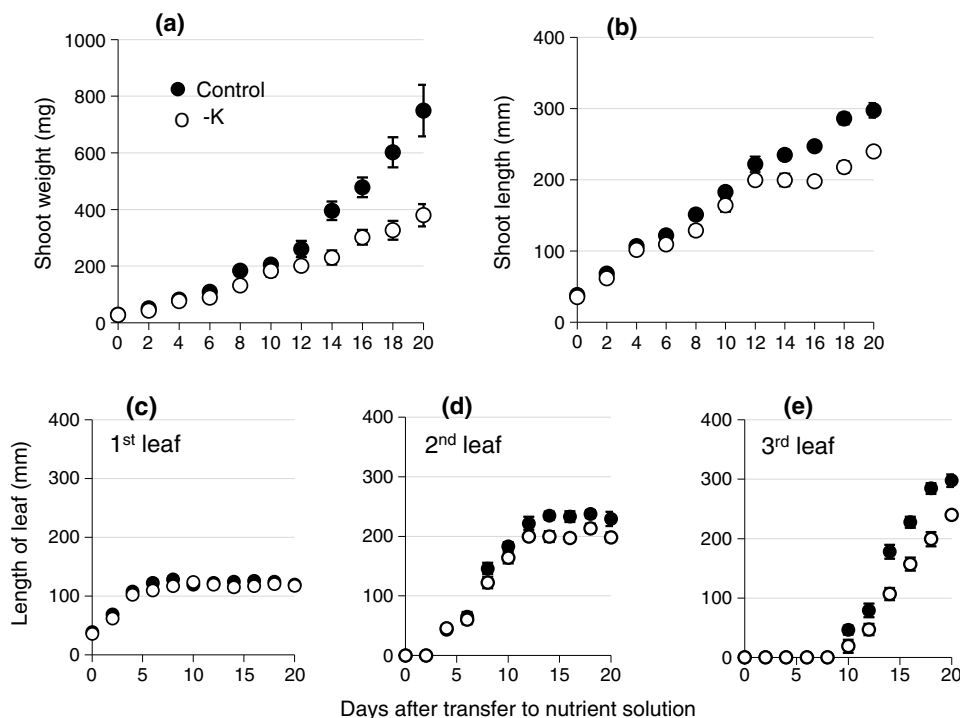 (a)
Shoot weight (mg)
1000
800
600
400
200
0
Control
-K
0 2 4 6 8 10 12 14 16 18 20
(b)
Shoot length (mm)
400
300
200
100
0
0 2 4 6 8 10 12 14 16 18 20
(c)
1st leaf
Length of leaf (mm)
400
300
200
100
0
0 5 10 15 20
(d)
2nd leaf
400
300
200
100
0
0 5 10 15 20
(e)
3rd leaf
400
300
200
100
0
0 5 10 15 20
Days after transfer to nutrient solution